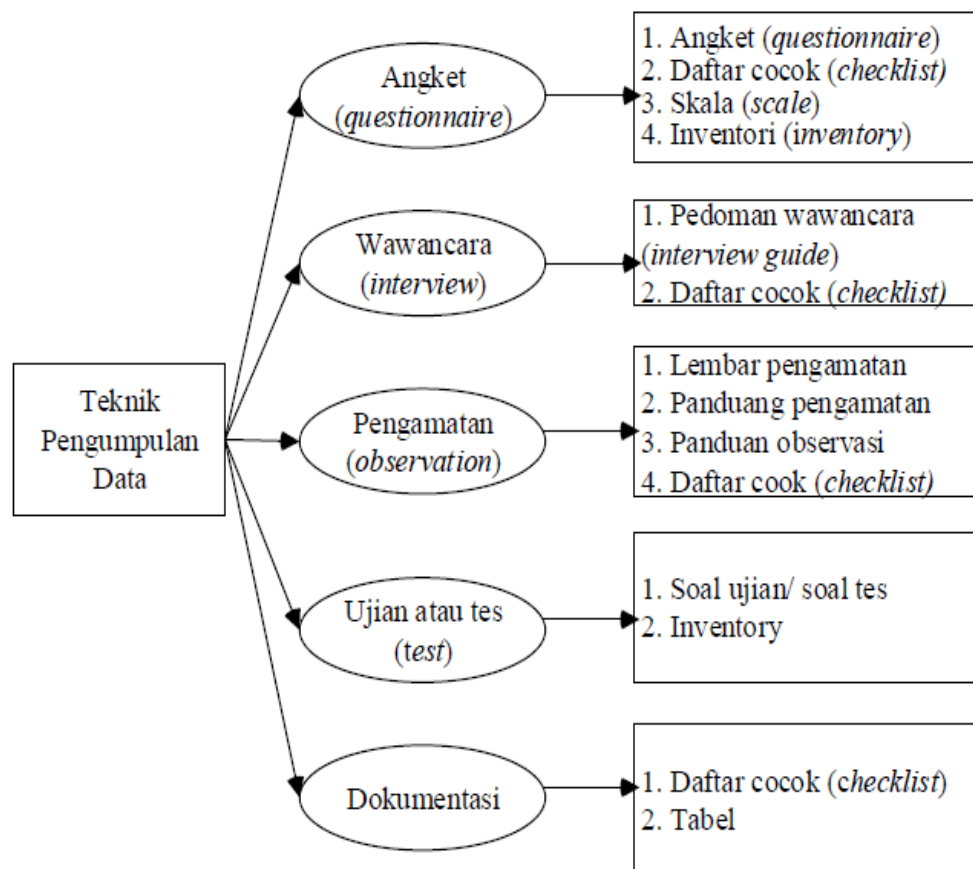 Teknik
Pengumpulan
Data
Angket
(questionnaire)
1. Angket (questionnaire)
2. Daftar cocok (checklist)
3. Skala (scale)
4. Inventori (inventory)
Wawancara
(interview)
1. Pedoman wawancara
(interview guide)
2. Daftar cocok (checklist)
Pengamatan
(observation)
1. Lembar pengamatan
2. Panduang pengamatan
3. Panduan observasi
4. Daftar cook (checklist)
Ujian atau tes
(test)
1. Soal ujian/ soal tes
2. Inventory
Dokumentasi
1. Daftar cocok (checklist)
2. Tabel